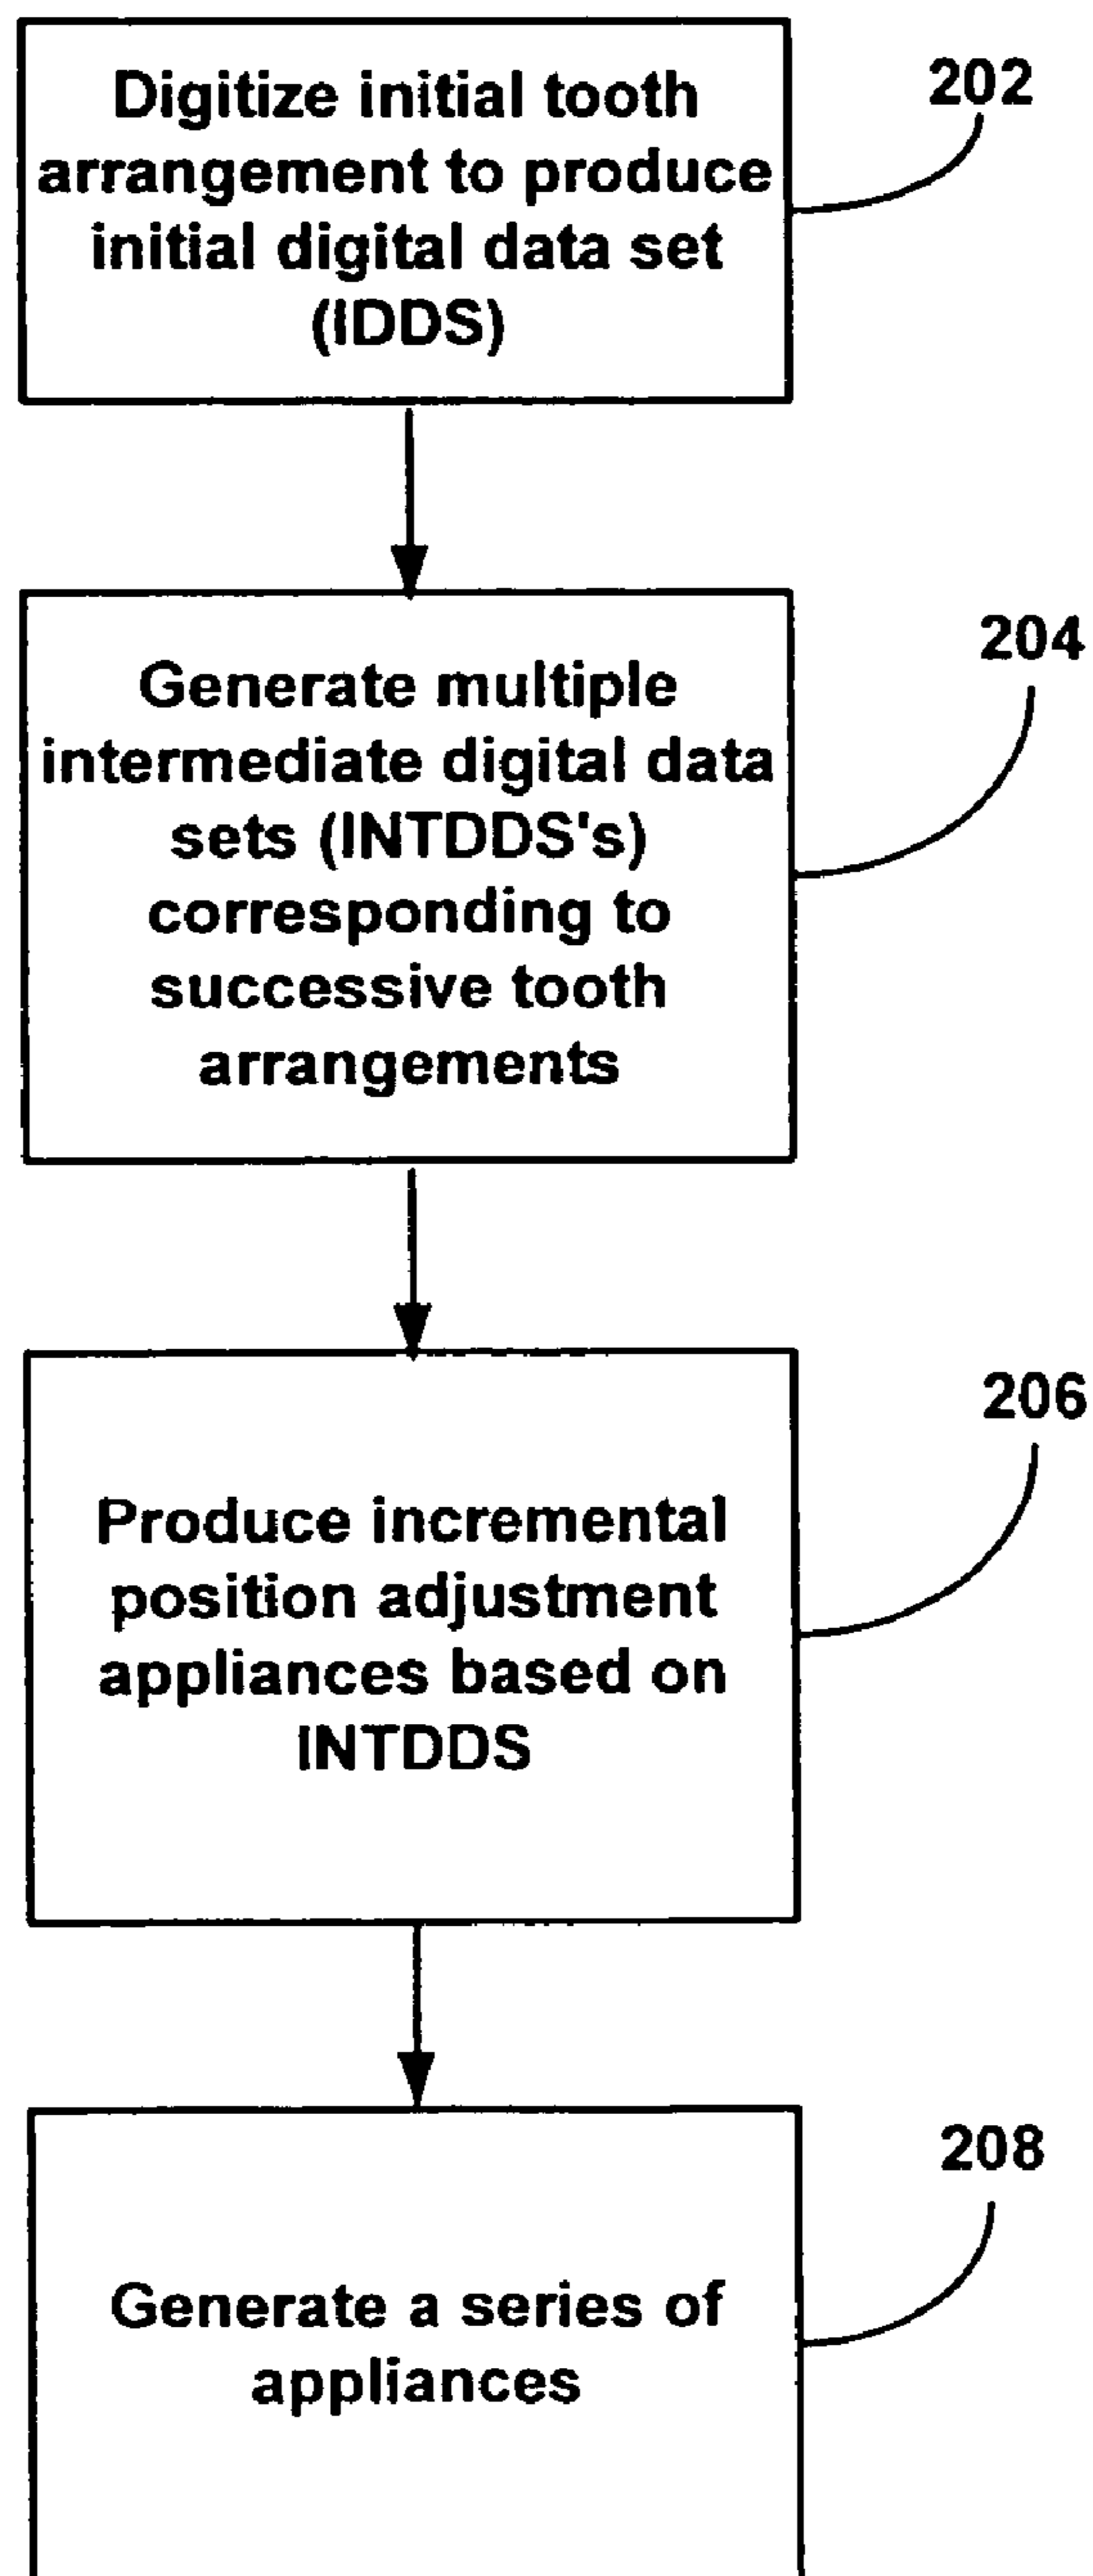 Digitize initial tooth
arrangement to produce
initial digital data set
(IDDS)
202
Generate multiple
intermediate digital data
sets (INTDDS's)
corresponding to
successive tooth
arrangements
204
Produce incremental
position adjustment
appliances based on
INTDDS
206
Generate a series of
appliances
208